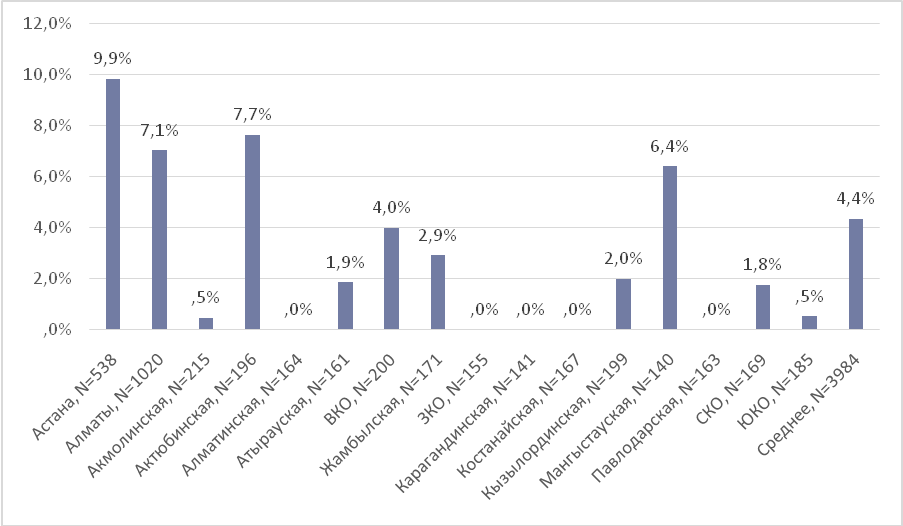 12,0%
10,0%
8,0%
6,0%
4,0%
2,0%
,0%
9,9%
7,1%
,5%
7,7%
,0%
1,9%
4,0%
2,9%
,0%
,0%
,0%
2,0%
6,4%
,0%
1,8%
,5%
4,4%
Астана, N=538
Алматы, N=1020
Акмолинская, N=215
Актюбинская, N=196
Алматинская, N=164
Атырауская, N=161
ВКО, N=200
Жамбылская, N=171
ЗКО, N=155
Карагандинская, N=141
Костанайская, N=167
Кызылординская, N=199
Мангыстауская, N=140
Павлодарская, N=163
СКО, N=169
ЮКО, N=185
Среднее, N=3984